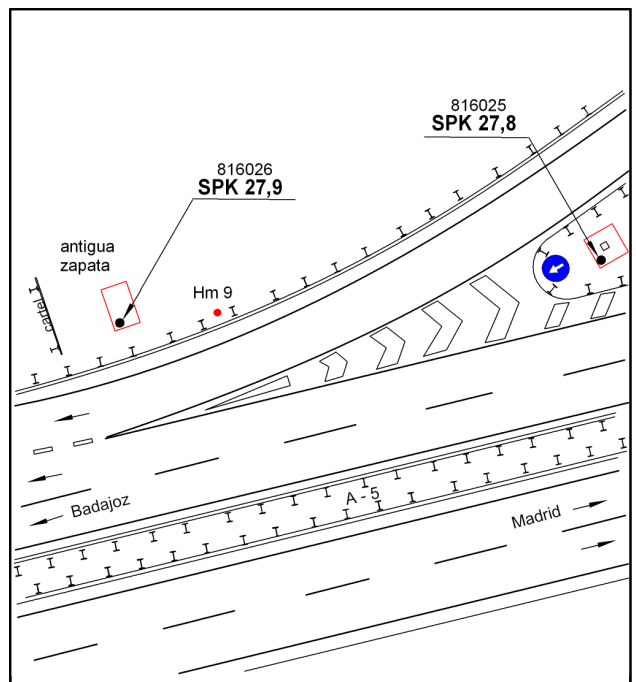 816025
SPK 27,8
816026
SPK 27,9
antigua
zapata
Hm 9
cartel
A - 5
Badajoz
Madrid